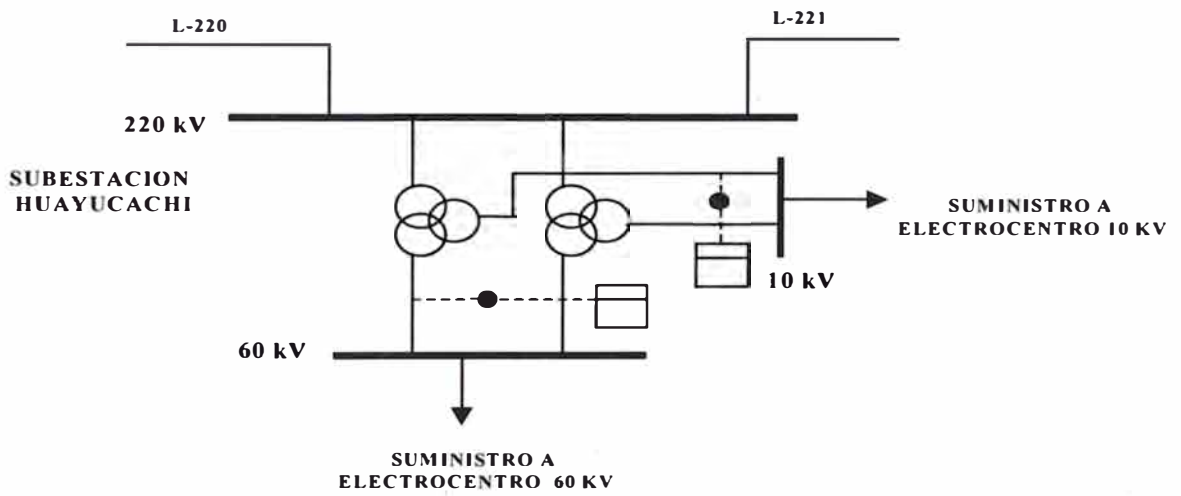 L-220
L-221
220 kV
SUBESTACION
HUAYUCACHI
SUMINISTRO A
ELECTROCENTRO 10 KV
10 kV
60 kV
SUMINISTRO A
ELECTROCENTRO 60 KV